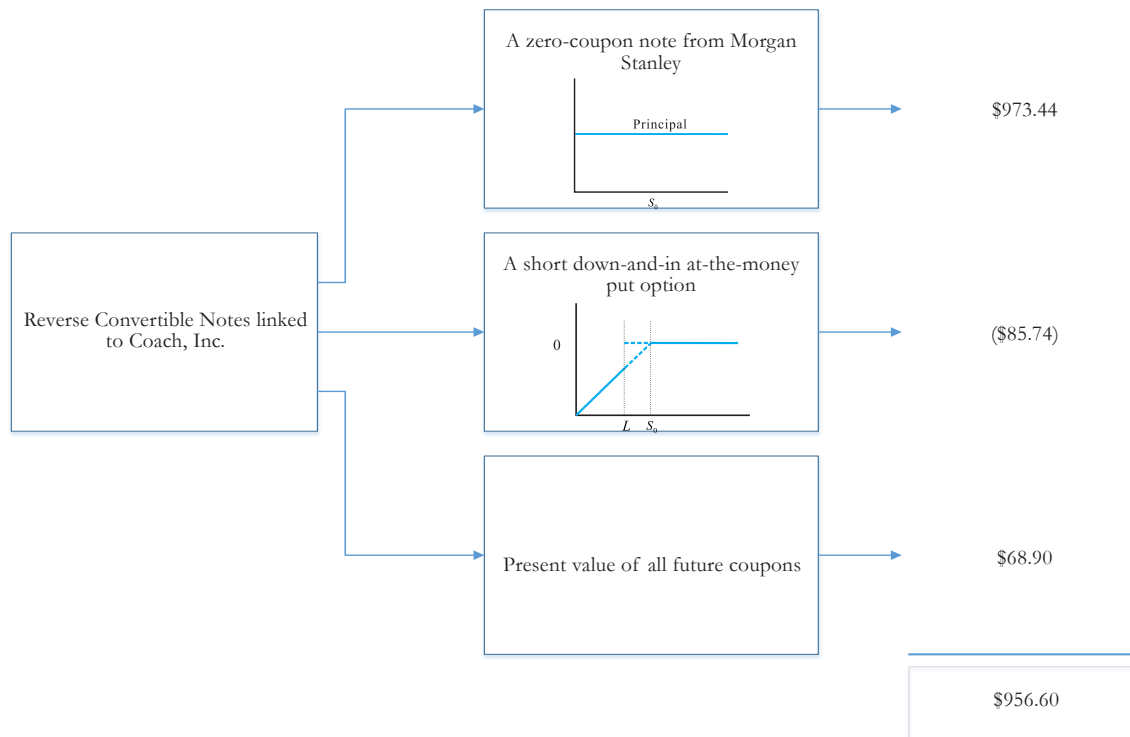 A zero-coupon note from Morgan
Stanley
Principal
S₀
$973.44
Reverse Convertible Notes linked
to Coach, Inc.
A short down-and-in at-the-money
put option
0
L S₀
($85.74)
Present value of all future coupons
$68.90
$956.60